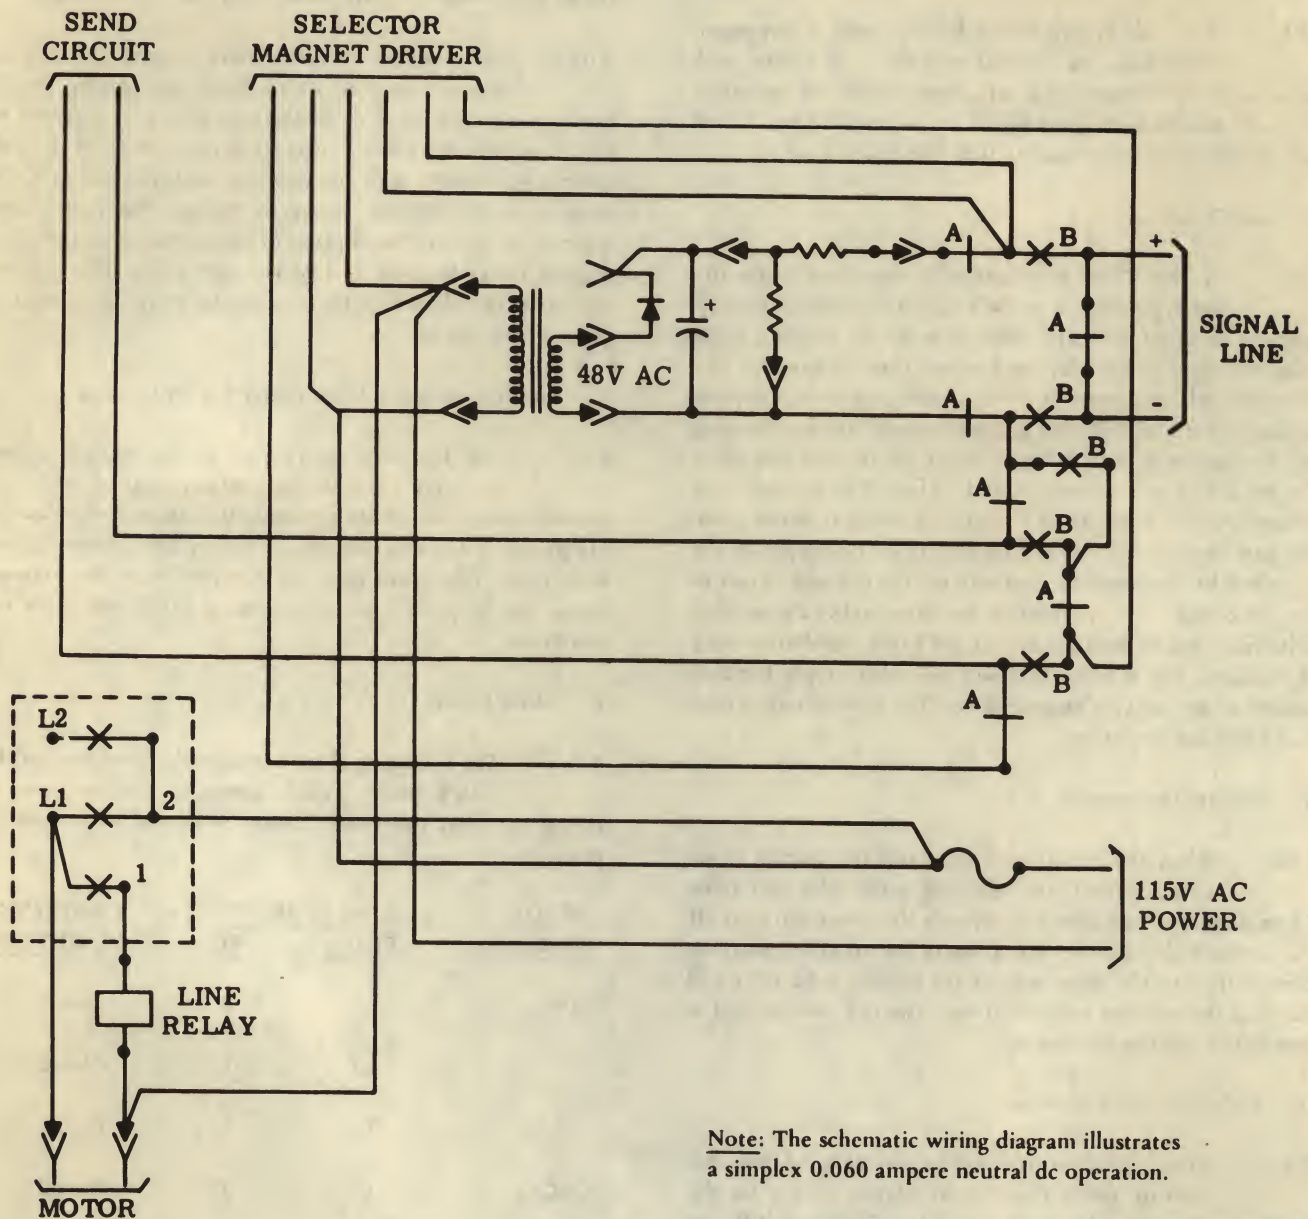 SEND
CIRCUIT
SELECTOR
MAGNET DRIVER
A
B
+
A
SIGNAL
LINE
+
48V AC
A
B
-
B
A
B
A
B
A
L2
L1
2
1
115V AC
POWER
LINE
RELAY
MOTOR
Note: The schematic wiring diagram illustrates
a simplex 0.060 ampere neutral dc operation.